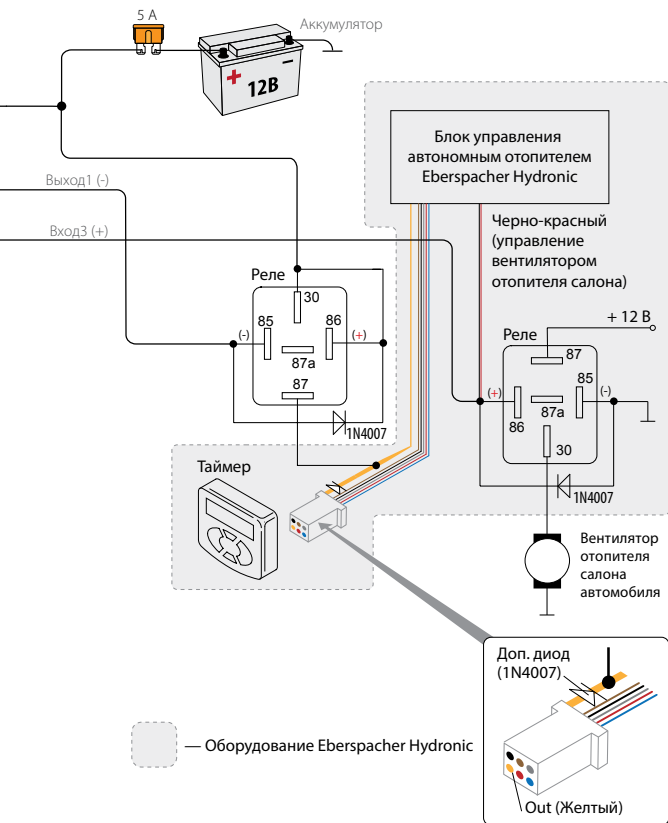 5 А
Аккумулятор
12В
Блок управления
автономным отопителем
Eberspacher Hydronic
Выход1 (-)
Вход3 (+)
Черно-красный
(управление
вентилятором
отопителя салона)
Реле
30
85
86
(-)
(+)
87a
87
1N4007
+ 12 В
Реле
87
85
(+)
(-)
86
87a
30
1N4007
Таймер
Вентилятор
отопителя
салона
автомобиля
Доп. диод
(1N4007)
— Оборудование Eberspacher Hydronic
Out (Желтый)